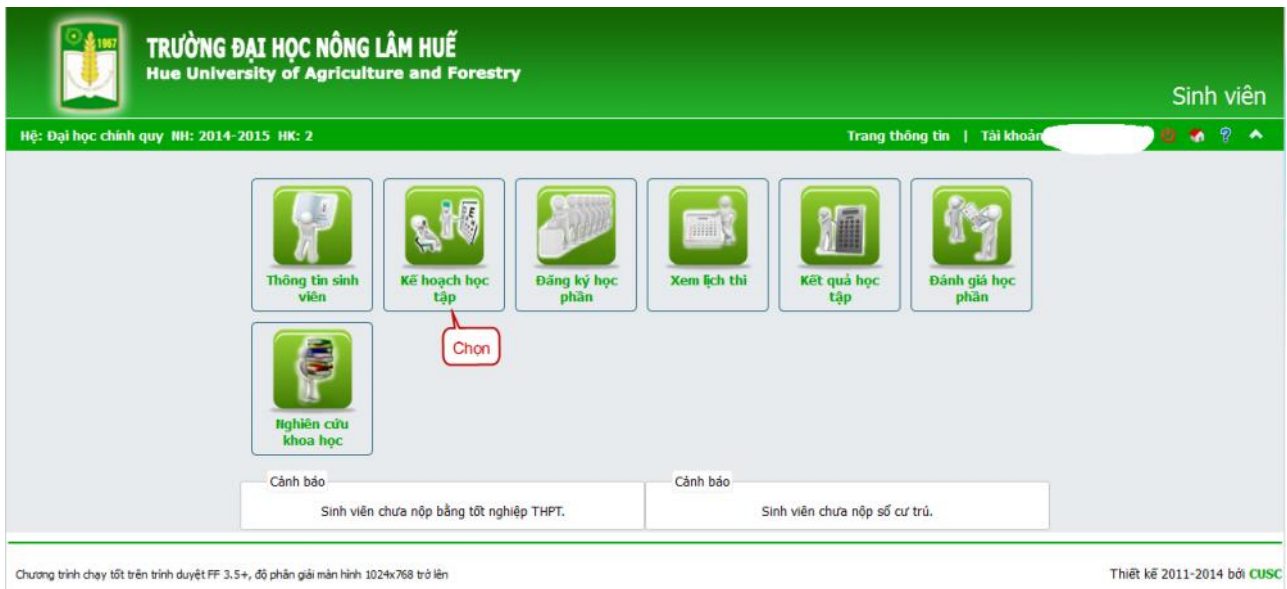 1967
TRƯỜNG ĐẠI HỌC NÔNG LÂM HUẾ
Hue University of Agriculture and Forestry
Sinh viên
Hệ: Đại học chính quy NH: 2014-2015 HK: 2
Trang thông tin | Tài khoản
Thông tin sinh
viên
Kế hoạch học
tập
Đăng ký học
phần
Xem lịch thi
Kết quả học
tập
Đánh giá học
phần
Chọn
Nghiên cứu
khoa học
Cảnh báo
Sinh viên chưa nộp bằng tốt nghiệp THPT.
Cảnh báo
Sinh viên chưa nộp sổ cư trú.
Chương trình chạy tốt trên trình duyệt FF 3.5+, độ phân giải màn hình 1024x768 trở lên
Thiết kế 2011-2014 bởi CUSC